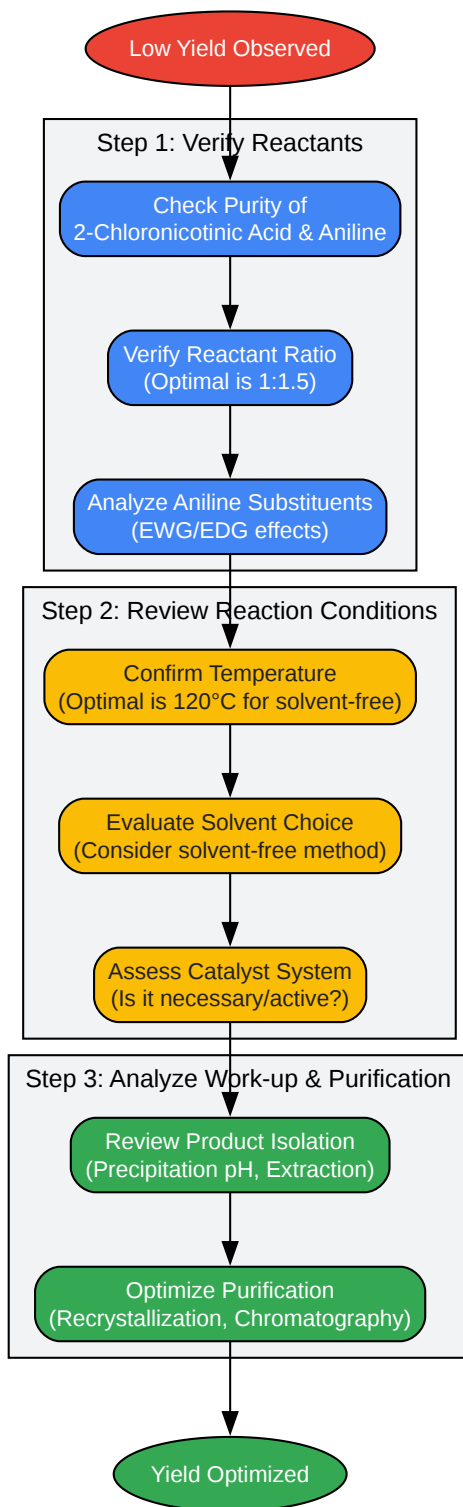 Low Yield Observed
Step 1: Verify Reactants
Check Purity of
2-Chloronicotinic Acid & Aniline
Verify Reactant Ratio
(Optimal is 1:1.5)
Analyze Aniline Substituents
(EWG/EDG effects)
Step 2: Review Reaction Conditions
Confirm Temperature
(Optimal is 120°C for solvent-free)
Evaluate Solvent Choice
(Consider solvent-free method)
Assess Catalyst System
(Is it necessary/active?)
Step 3: Analyze Work-up & Purification
Review Product Isolation
(Precipitation pH, Extraction)
Optimize Purification
(Recrystallization, Chromatography)
Yield Optimized